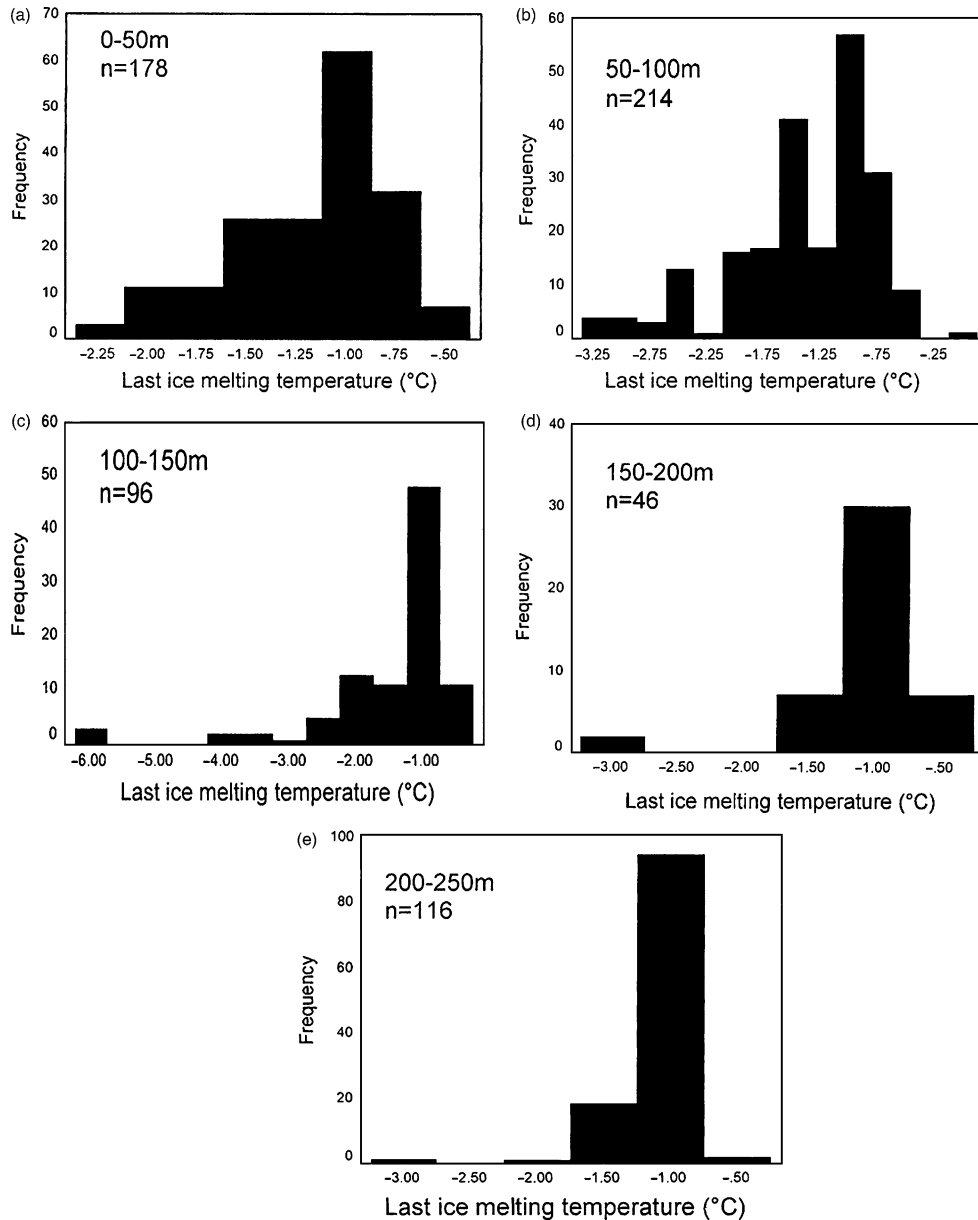 (a)
70
60
50
40
30
20
10
0
Frequency
0-50m
n=178
−2.25 −2.00 −1.75 −1.50 −1.25 −1.00 −.75 −.50
Last ice melting temperature (°C)
(b)
60
50
40
30
20
10
0
Frequency
50-100m
n=214
−3.25 −2.75 −2.25 −1.75 −1.25 −.75 −.25
Last ice melting temperature (°C)
(c)
60
50
40
30
20
10
0
Frequency
100-150m
n=96
−6.00 −5.00 −4.00 −3.00 −2.00 −1.00
Last ice melting temperature (°C)
(d)
40
30
20
10
0
Frequency
150-200m
n=46
−3.00 −2.50 −2.00 −1.50 −1.00 −.50
Last ice melting temperature (°C)
(e)
100
80
60
40
20
0
Frequency
200-250m
n=116
−3.00 −2.50 −2.00 −1.50 −1.00 −.50
Last ice melting temperature (°C)